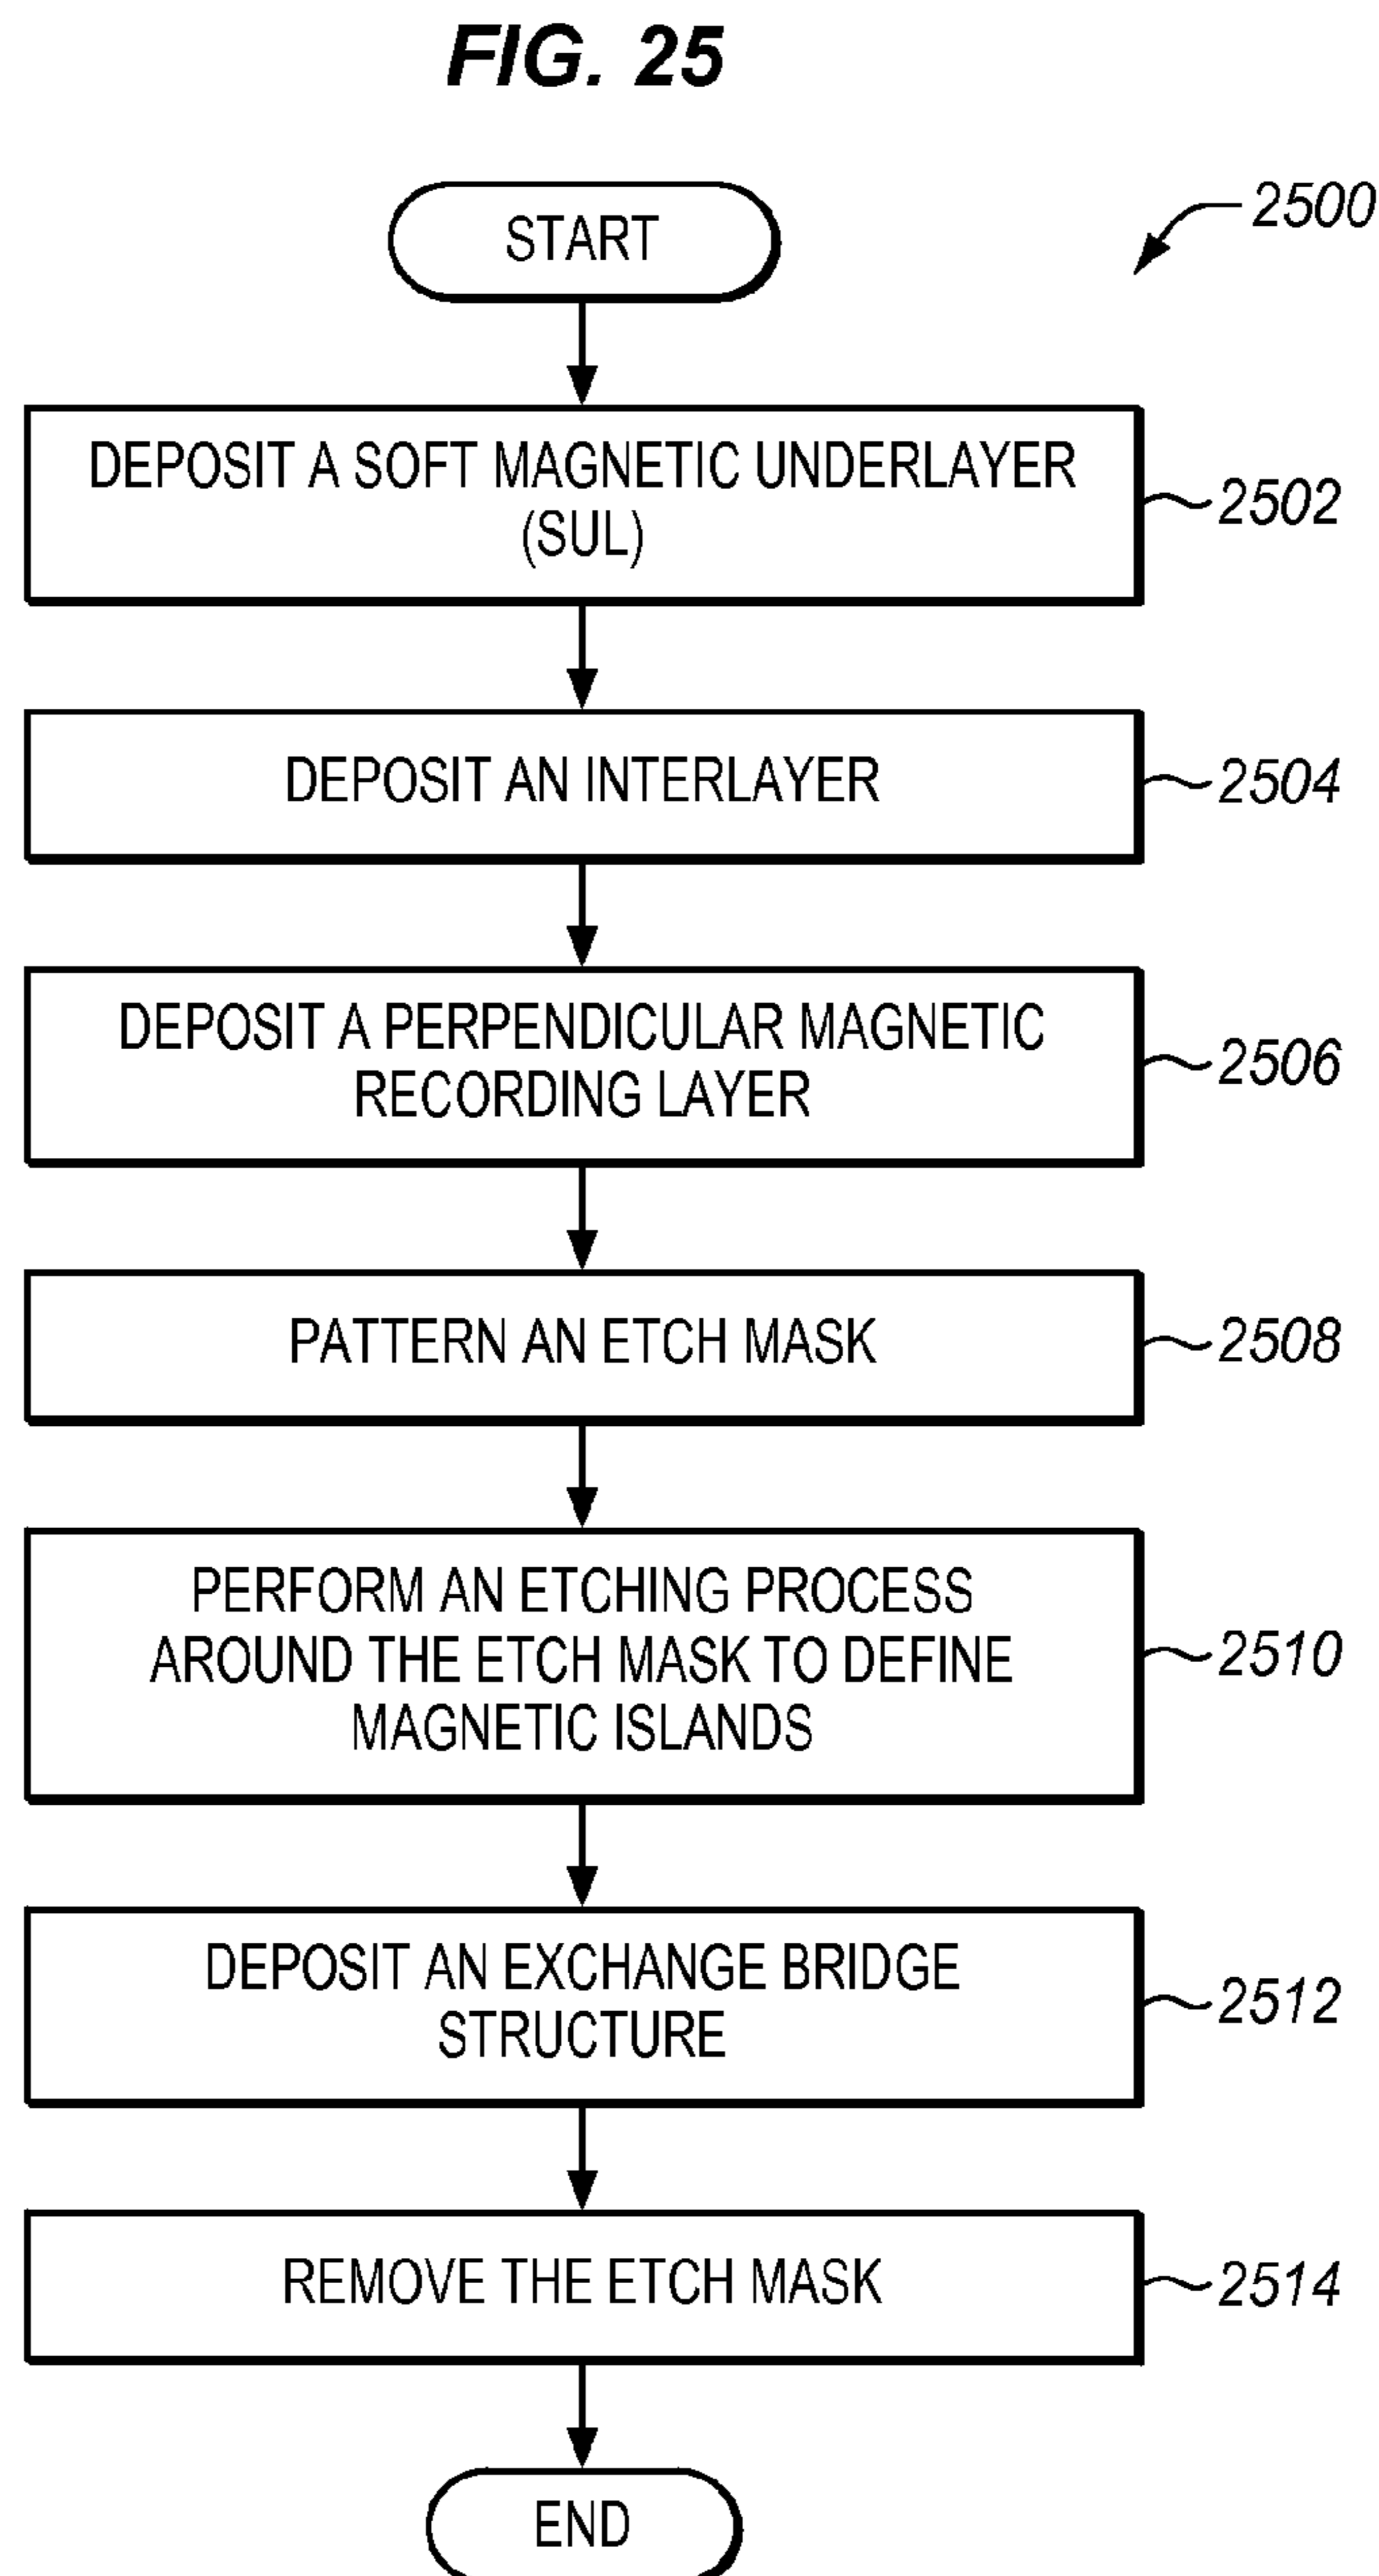 FIG. 25
START
2500
DEPOSIT A SOFT MAGNETIC UNDERLAYER
(SUL)
2502
DEPOSIT AN INTERLAYER
2504
DEPOSIT A PERPENDICULAR MAGNETIC
RECORDING LAYER
2506
PATTERN AN ETCH MASK
2508
PERFORM AN ETCHING PROCESS
AROUND THE ETCH MASK TO DEFINE
MAGNETIC ISLANDS
2510
DEPOSIT AN EXCHANGE BRIDGE
STRUCTURE
2512
REMOVE THE ETCH MASK
2514
END